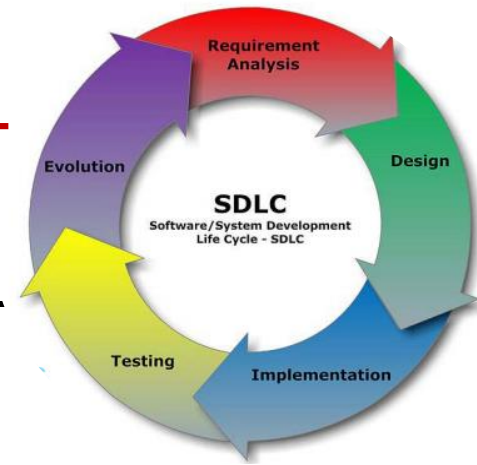 Requirement
Analysis
Design
Implementation
Testing
Evolution
SDLC
Software/System Development
Life Cycle - SDLC